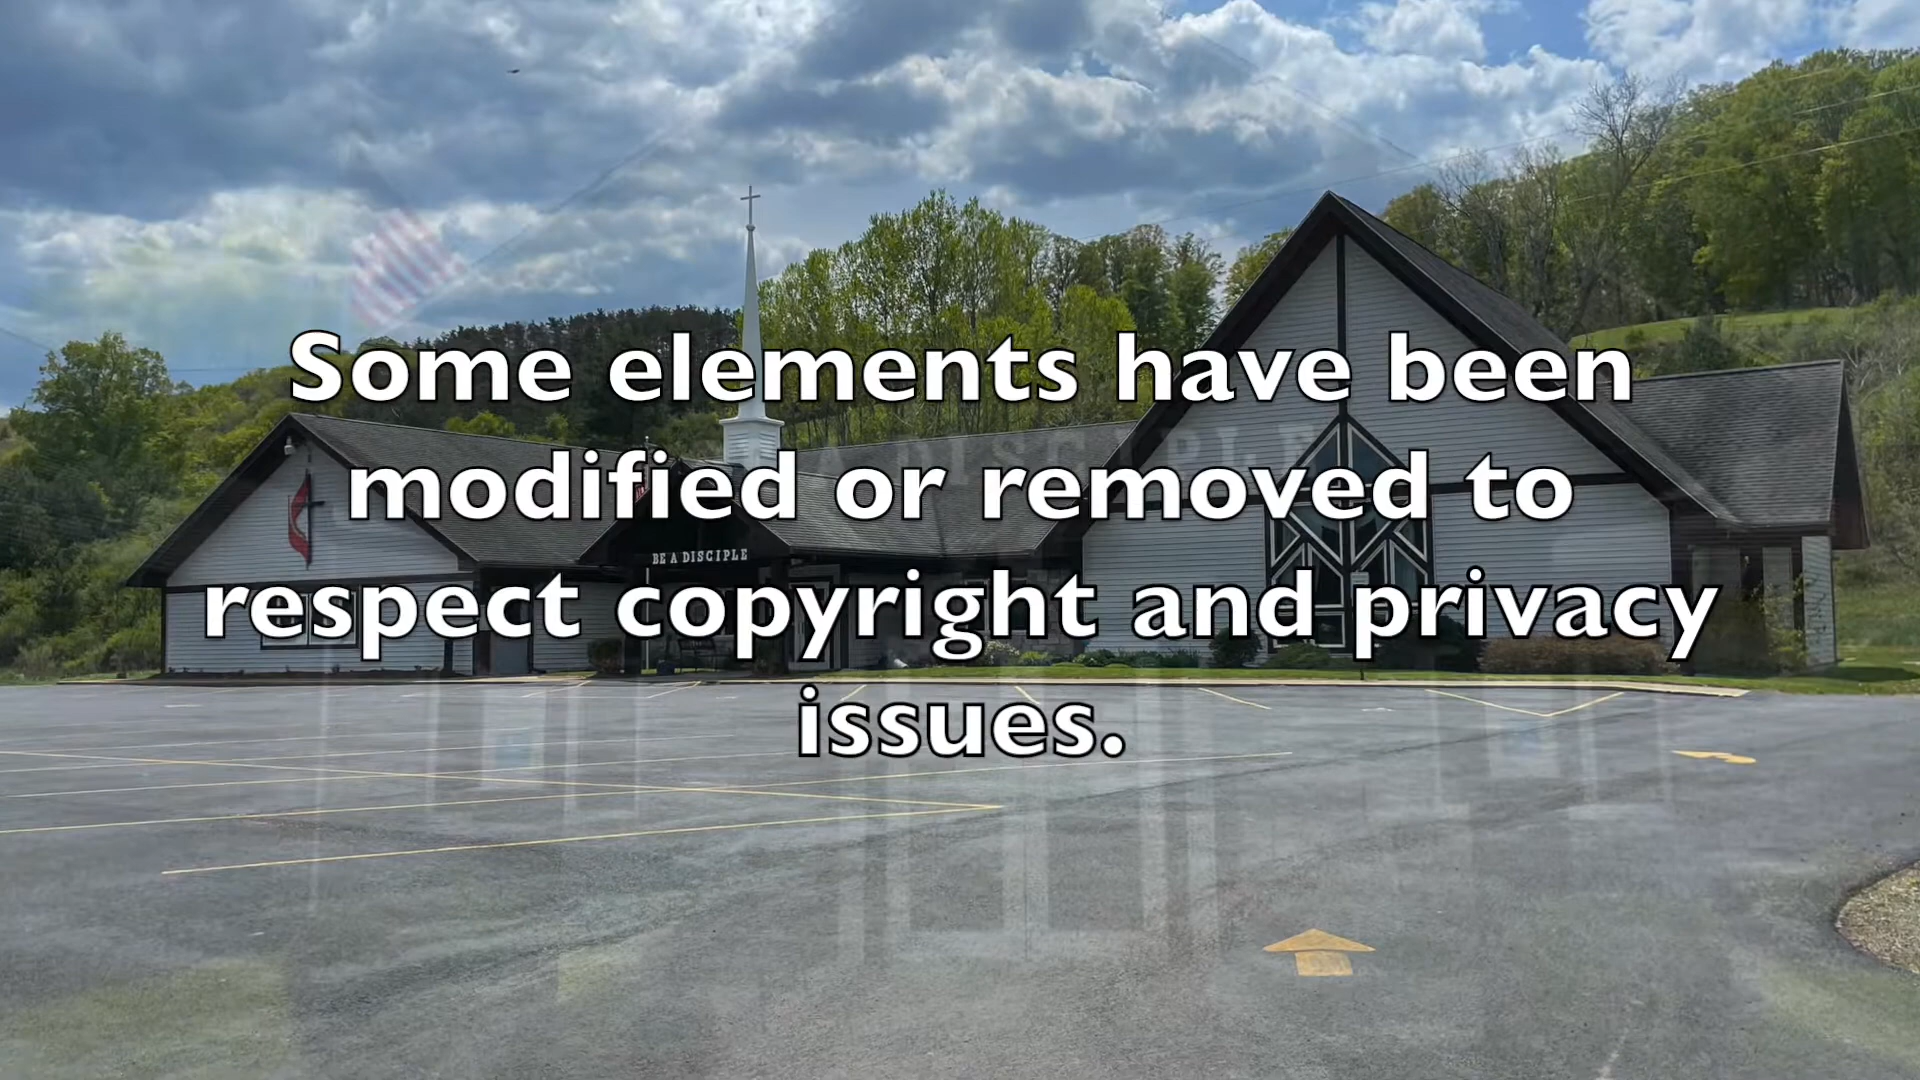 Some elements have been
modified or removed to
respect copyright and privacy
issues.
BE A DISCIPLE